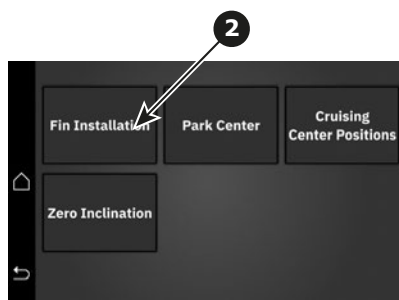 2
Fin Installation
Park Center
Cruising
Center Positions
Zero Inclination